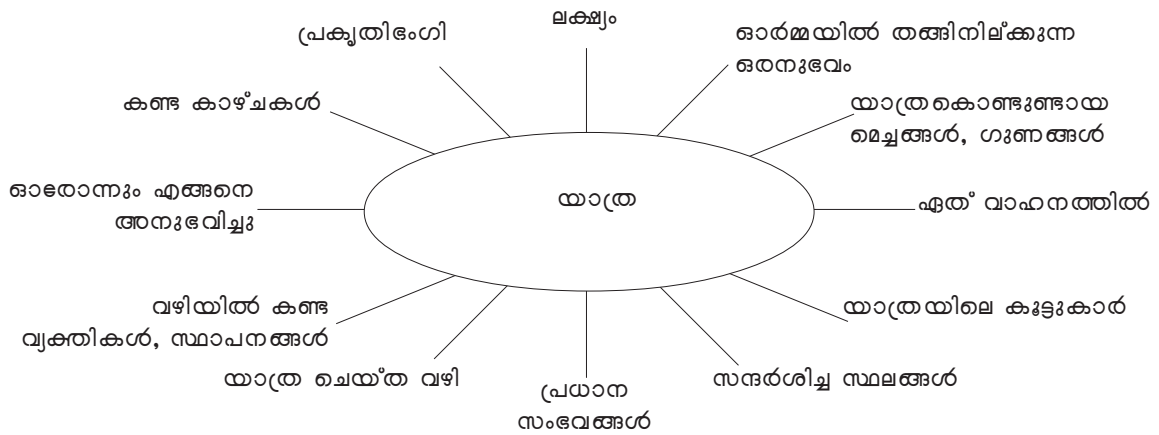 ലക്ഷ്യം
പ്രകൃതിഭംഗി
ഓർമ്മയിൽ തങ്ങിനില്ക്കുന്ന
ഒരനുഭവം
കണ്ട കാഴ്ചകൾ
യാത്രകൊണ്ടുണ്ടായ
മെച്ചങ്ങൾ, ഗുണങ്ങൾ
ഓരോന്നും എങ്ങനെ
അനുഭവിച്ചു
യാത്ര
ഏത് വാഹനത്തിൽ
വഴിയിൽ കണ്ട
വ്യക്തികൾ, സ്ഥാപനങ്ങൾ
യാത്രയിലെ കൂട്ടുകാർ
യാത്ര ചെയ്ത വഴി
പ്രധാന
സംഭവങ്ങൾ
സന്ദർശിച്ച സ്ഥലങ്ങൾ